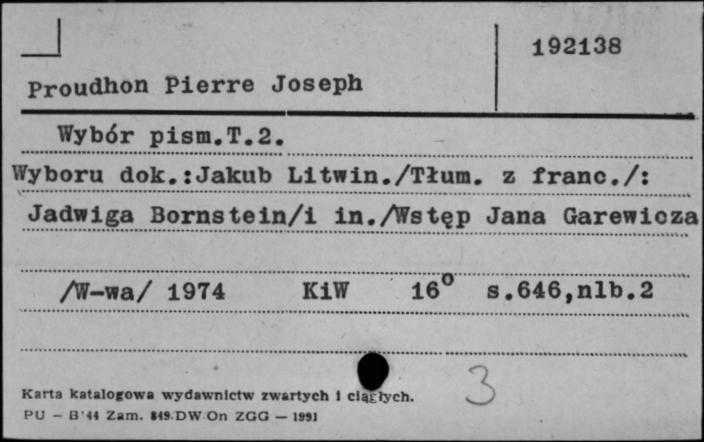 192138
Proudhon Pierre Joseph
Wybór pism.T.2.
Wyboru dok.:Jakub Litwin./Tłum. z franc./:
Jadwiga Bornstein/i in./Wstęp Jana Garewicza
/W-wa/ 1974 KiW 16⁰ s.646,nlb.2
3
Karta katalogowa wydawnictw zwartych i ciągłych.
PU – B'44 Zam. 849 DW On ZGG – 1991